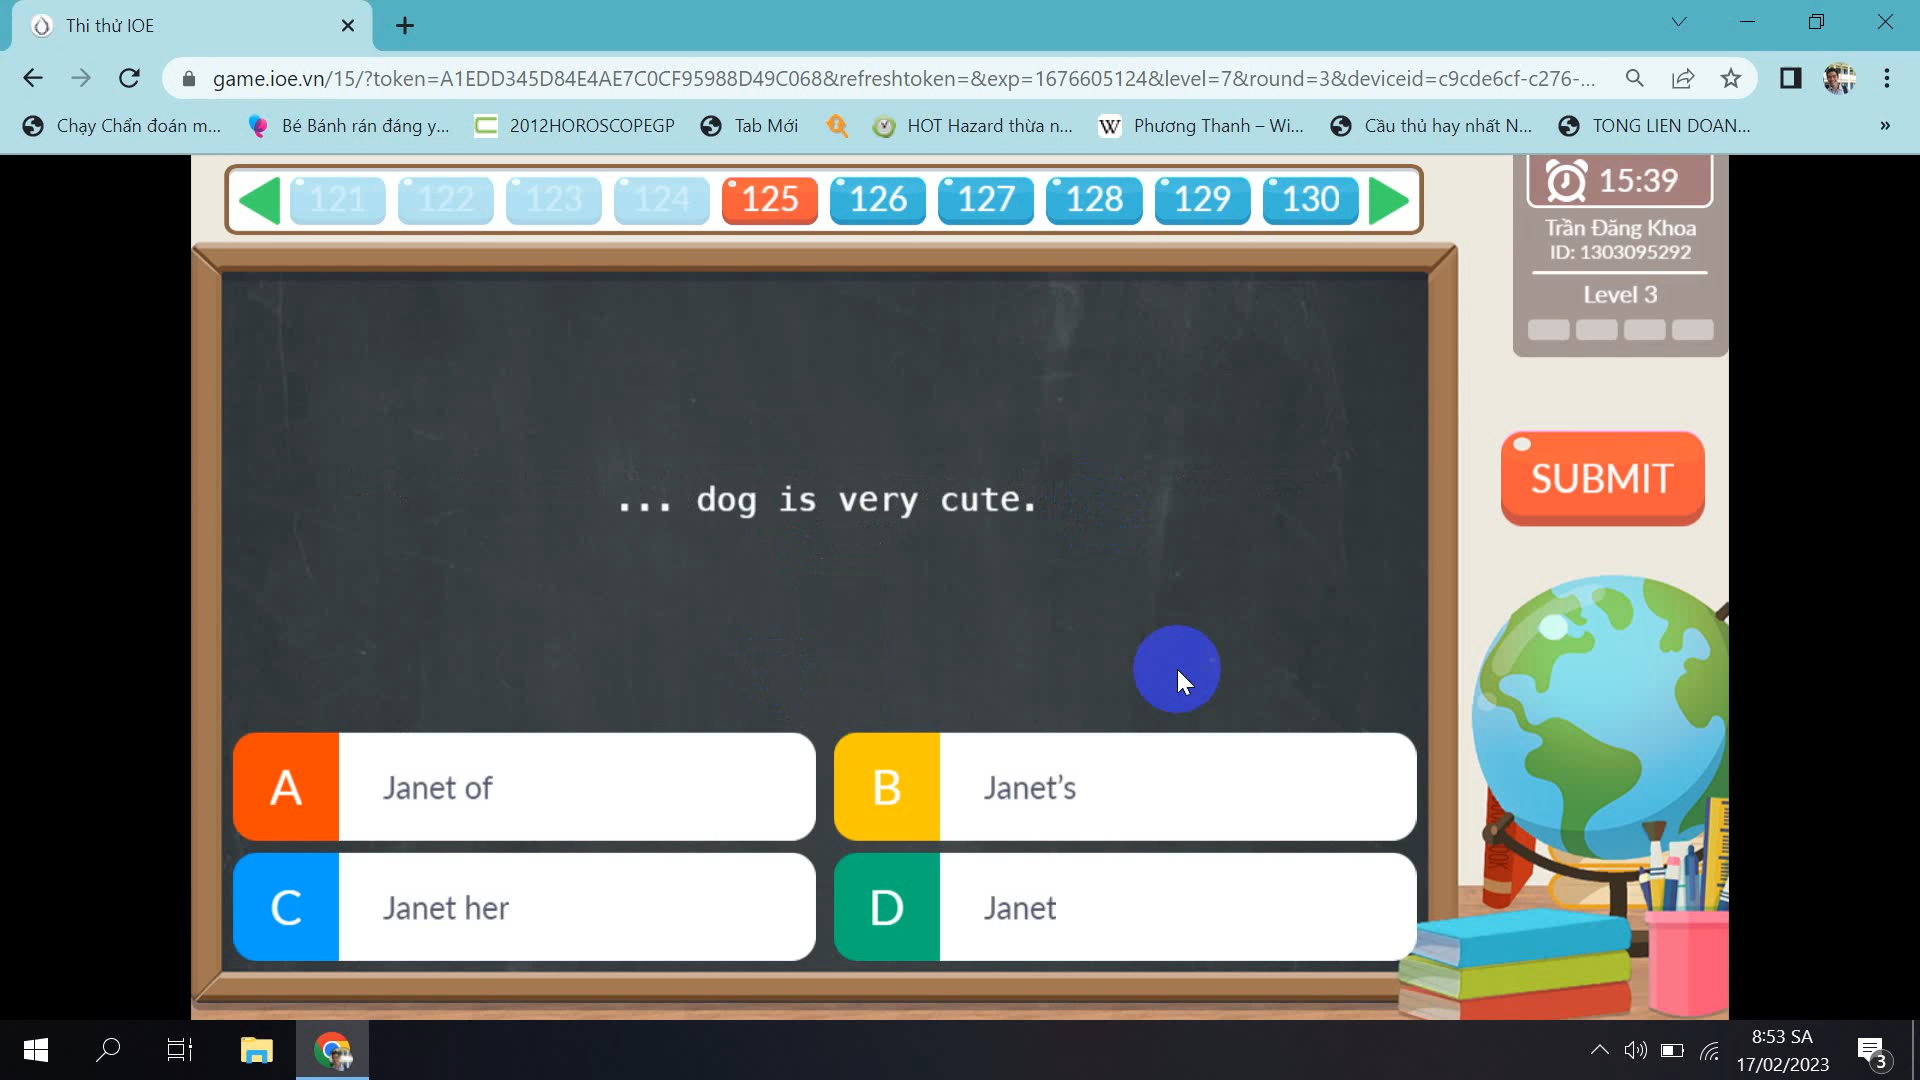 Thi thử IOE
game.ioe.vn/15/?token=A1EDD345D84E4AE7C0CF95988D49C068&refreshtoken=&exp=1676605124&level=7&round=3&deviceid=c9cde6cf-c276-...
Chạy Chẩn đoán m...
Bé Bánh rán đáng y...
2012HOROSCOPEGP
Tab Mới
HOT Hazard thừa n...
W Phương Thanh – Wi...
Cầu thủ hay nhất N...
TONG LIEN DOAN...
»
121 122 123 124 125 126 127 128 129 130
15:39
Trần Đăng Khoa
ID: 1303095292
Level 3
SUBMIT
... dog is very cute.
A Janet of
B Janet’s
C Janet her
D Janet
8:53 SA
17/02/2023
3